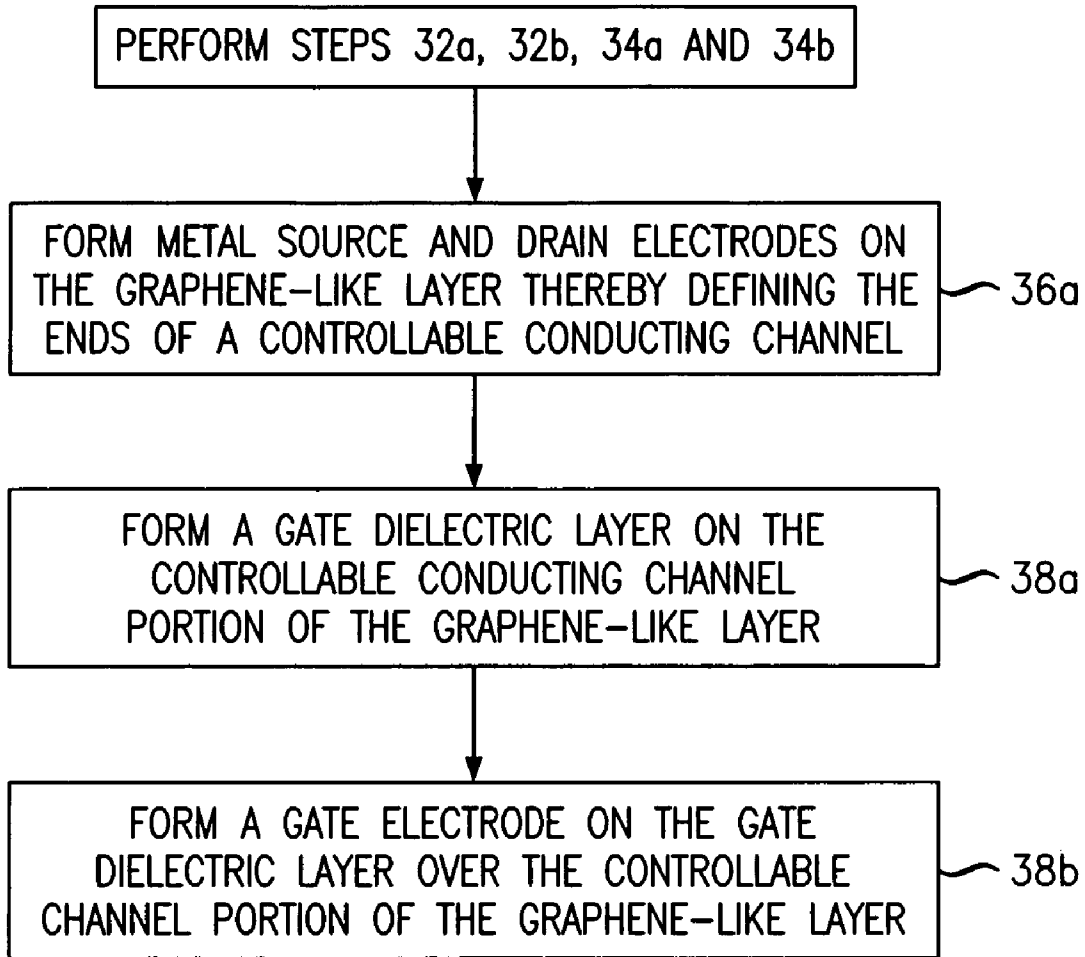 PERFORM STEPS 32a, 32b, 34a AND 34b
FORM METAL SOURCE AND DRAIN ELECTRODES ON
THE GRAPHENE-LIKE LAYER THEREBY DEFINING THE
ENDS OF A CONTROLLABLE CONDUCTING CHANNEL
36a
FORM A GATE DIELECTRIC LAYER ON THE
CONTROLLABLE CONDUCTING CHANNEL
PORTION OF THE GRAPHENE-LIKE LAYER
38a
FORM A GATE ELECTRODE ON THE GATE
DIELECTRIC LAYER OVER THE CONTROLLABLE
CHANNEL PORTION OF THE GRAPHENE-LIKE LAYER
38b